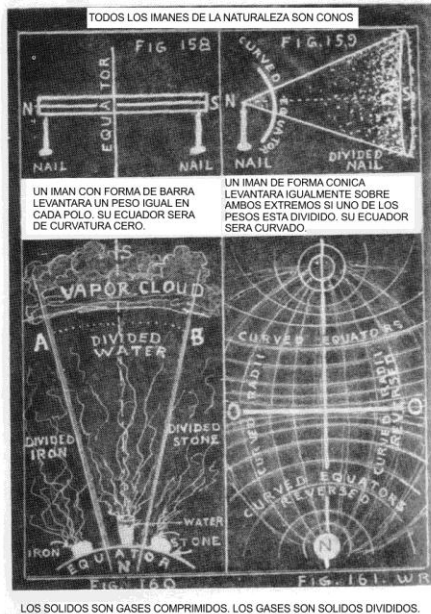 TODOS LOS IMANES DE LA NATURALEZA SON CONOS
FIG 158
EQUATOR
N
S
NAIL
NAIL
FIG. 159
CURVED EQUATOR
N
S
NAIL
DIVIDED
NAIL
UN IMAN CON FORMA DE BARRA
LEVANTARA UN PESO IGUAL EN
CADA POLO. SU ECUADOR SERA
DE CURVATURA CERO.
UN IMAN DE FORMA CONICA
LEVANTARA IGUALMENTE SOBRE
AMBOS EXTREMOS SI UNO DE LOS
PESOS ESTA DIVIDIDO. SU ECUADOR
SERA CURVADO.
S
VAPOR CLOUD
A
B
DIVIDED
WATER
DIVIDED
IRON
DIVIDED
STONE
WATER
IRON
STONE
EQUATOR
N
FIG. 160
CURVED EQUATORS
CURVED RADII
CURVED RADII
REVERSED
CURVED EQUATORS
REVERSED
N
FIG. 161. WR
LOS SOLIDOS SON GASES COMPRIMIDOS. LOS GASES SON SOLIDOS DIVIDIDOS.